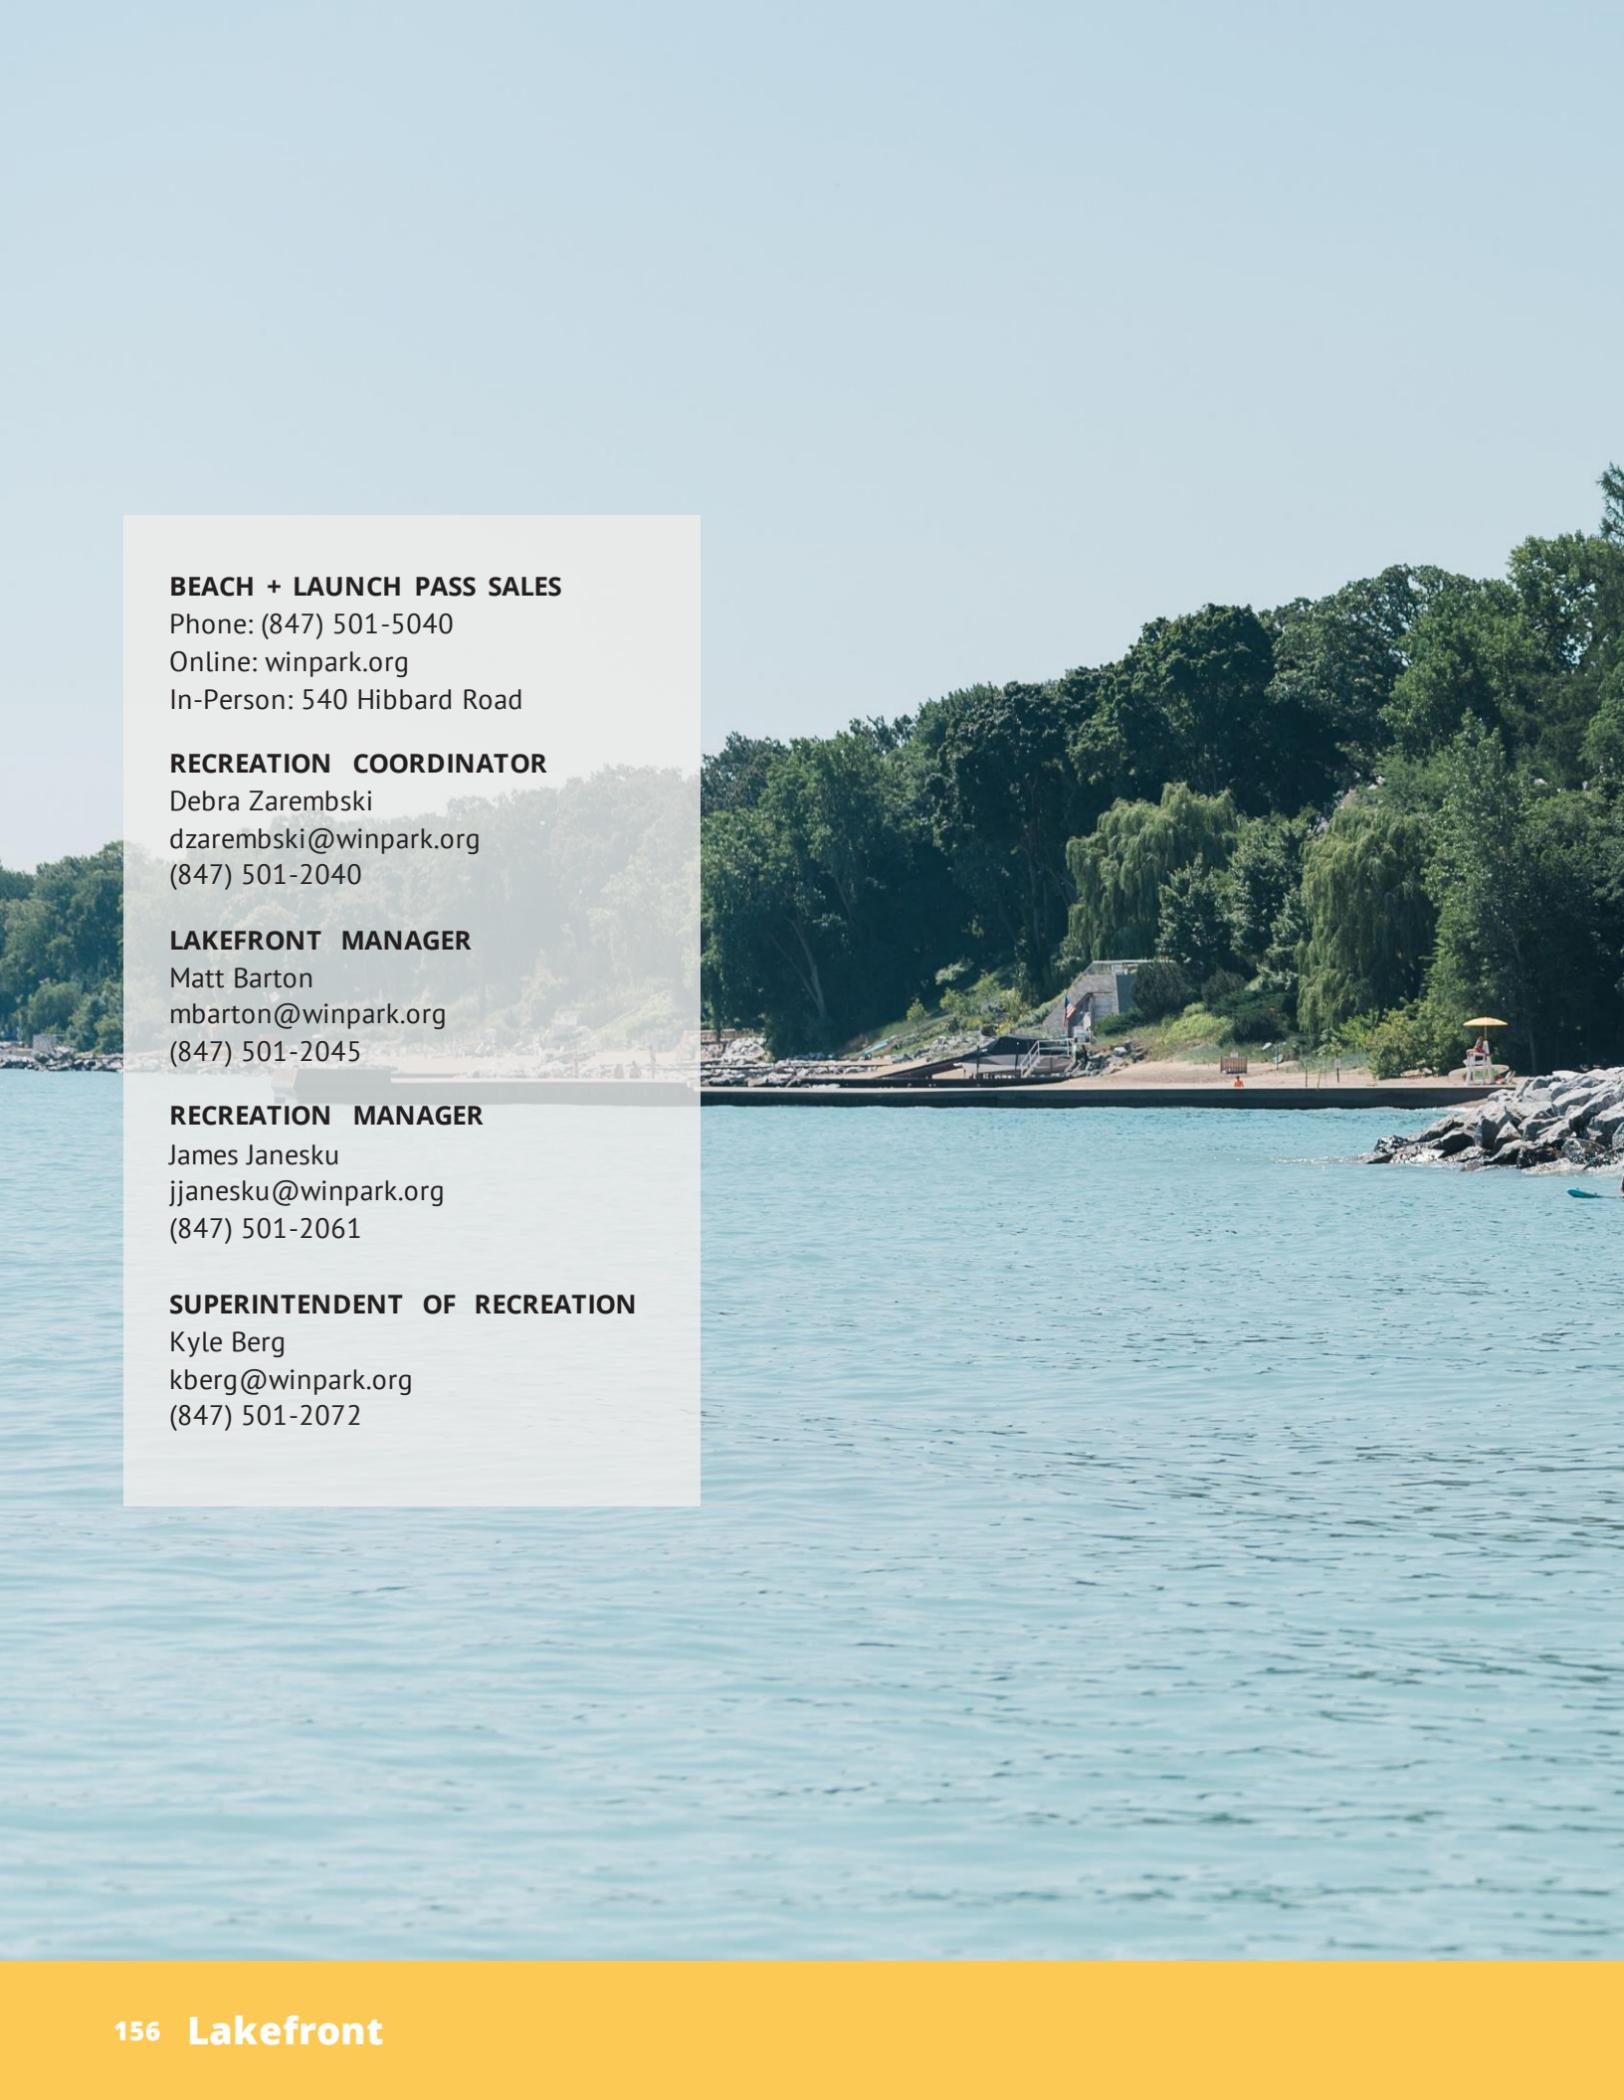 BEACH + LAUNCH PASS SALES
Phone: (847) 501-5040
Online: winpark.org
In-Person: 540 Hibbard Road
RECREATION COORDINATOR
Debra Zarembski
dzarembski@winpark.org
(847) 501-2040
LAKEFRONT MANAGER
Matt Barton
mbarton@winpark.org
(847) 501-2045
RECREATION MANAGER
James Janesku
jjanesku@winpark.org
(847) 501-2061
SUPERINTENDENT OF RECREATION
Kyle Berg
kberg@winpark.org
(847) 501-2072
156 Lakefront